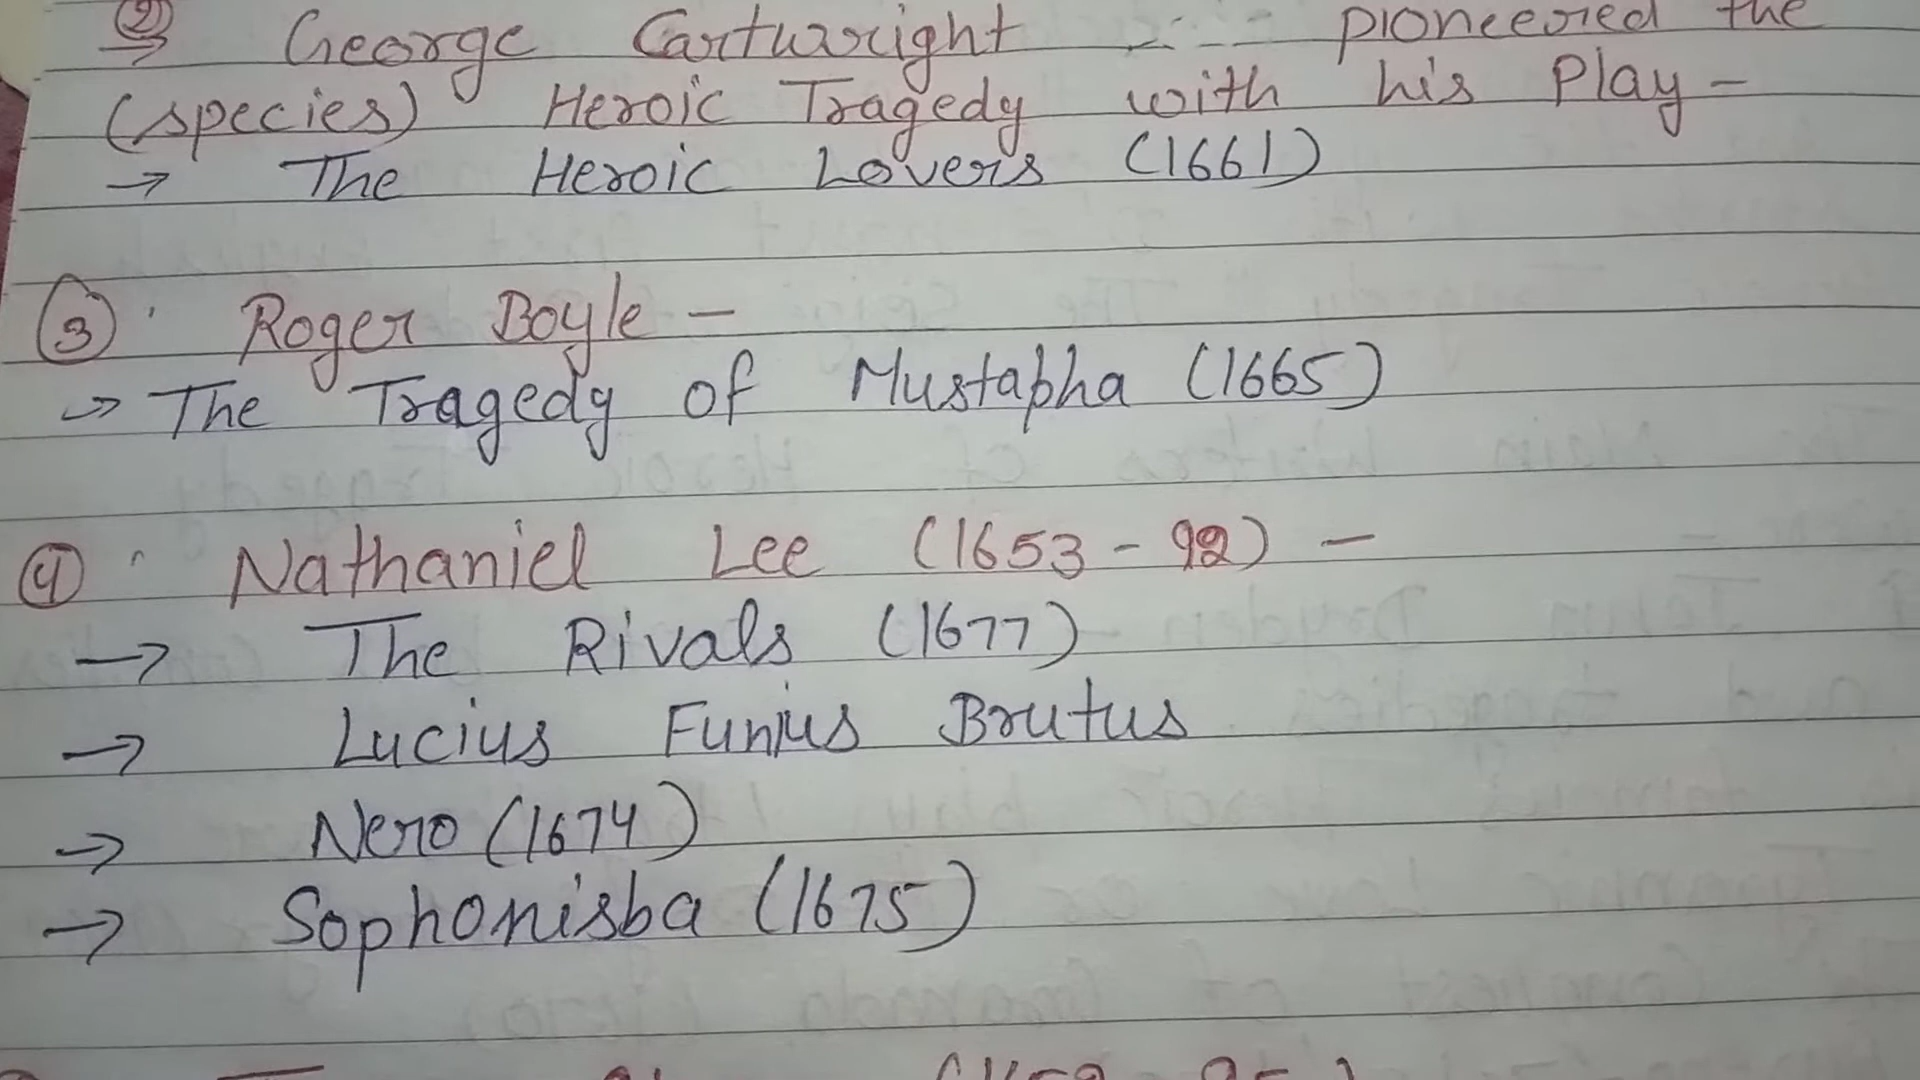 ② George Cartwright pioneered the
(species) Heroic Tragedy with his Play -
→ The Heroic Lovers (1661)
③ Roger Boyle -
→ The Tragedy of Mustapha (1665)
④ Nathaniel Lee (1653 - 92) -
→ The Rivals (1677)
→ Lucius Funius Brutus
→ Nero (1674)
→ Sophonisba (1675)